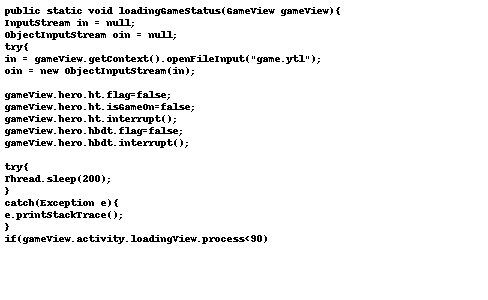 public static void loadingGameStatus(GameView gameView){
InputStream in = null;
ObjectInputStream oin = null;
try{
in = gameView.getContext().openFileInput("game.ytl");
oin = new ObjectInputStream(in);
gameView.hero.ht.flag=false;
gameView.hero.ht.isGameOn=false;
gameView.hero.ht.interrupt();
gameView.hero.hbdt.flag=false;
gameView.hero.hbdt.interrupt();
try{
Thread.sleep(200);
}
catch(Exception e){
e.printStackTrace();
}
if(gameView.activity.loadingView.process<90)